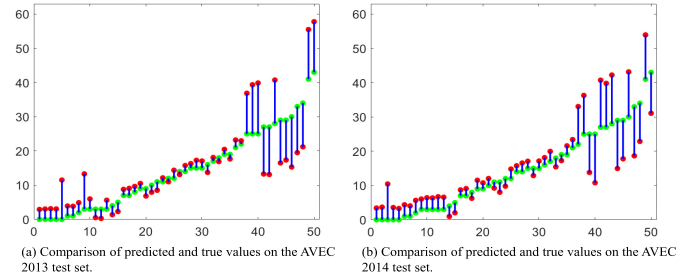 60
50
40
30
20
10
0
0 10 20 30 40 50
(a) Comparison of predicted and true values on the AVEC
2013 test set.
60
50
40
30
20
10
0
0 10 20 30 40 50
(b) Comparison of predicted and true values on the AVEC
2014 test set.